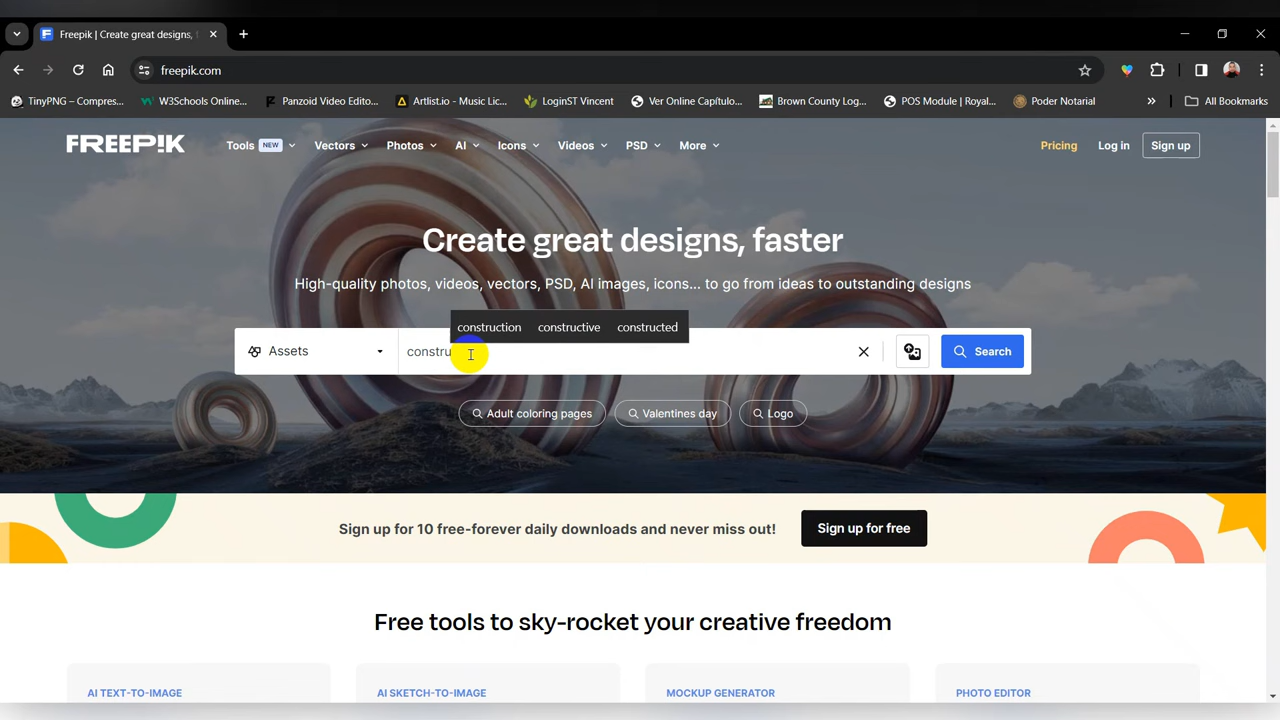 Freepik | Create great designs, f
freepik.com
TinyPNG – Compres...
W3Schools Online...
Panzoid Video Edito...
Artlist.io - Music Lic...
LoginST Vincent
Ver Online Capítulo...
Brown County Log...
POS Module | Royal...
Poder Notarial
»
All Bookmarks
FREEP!K
Tools NEW
Vectors
Photos
AI
Icons
Videos
PSD
More
Pricing
Log in
Sign up
Create great designs, faster
High-quality photos, videos, vectors, PSD, AI images, icons... to go from ideas to outstanding designs
construction constructive constructed
Assets
constru
Search
Adult coloring pages
Valentines day
Logo
Sign up for 10 free-forever daily downloads and never miss out!
Sign up for free
Free tools to sky-rocket your creative freedom
AI TEXT-TO-IMAGE
AI SKETCH-TO-IMAGE
MOCKUP GENERATOR
PHOTO EDITOR